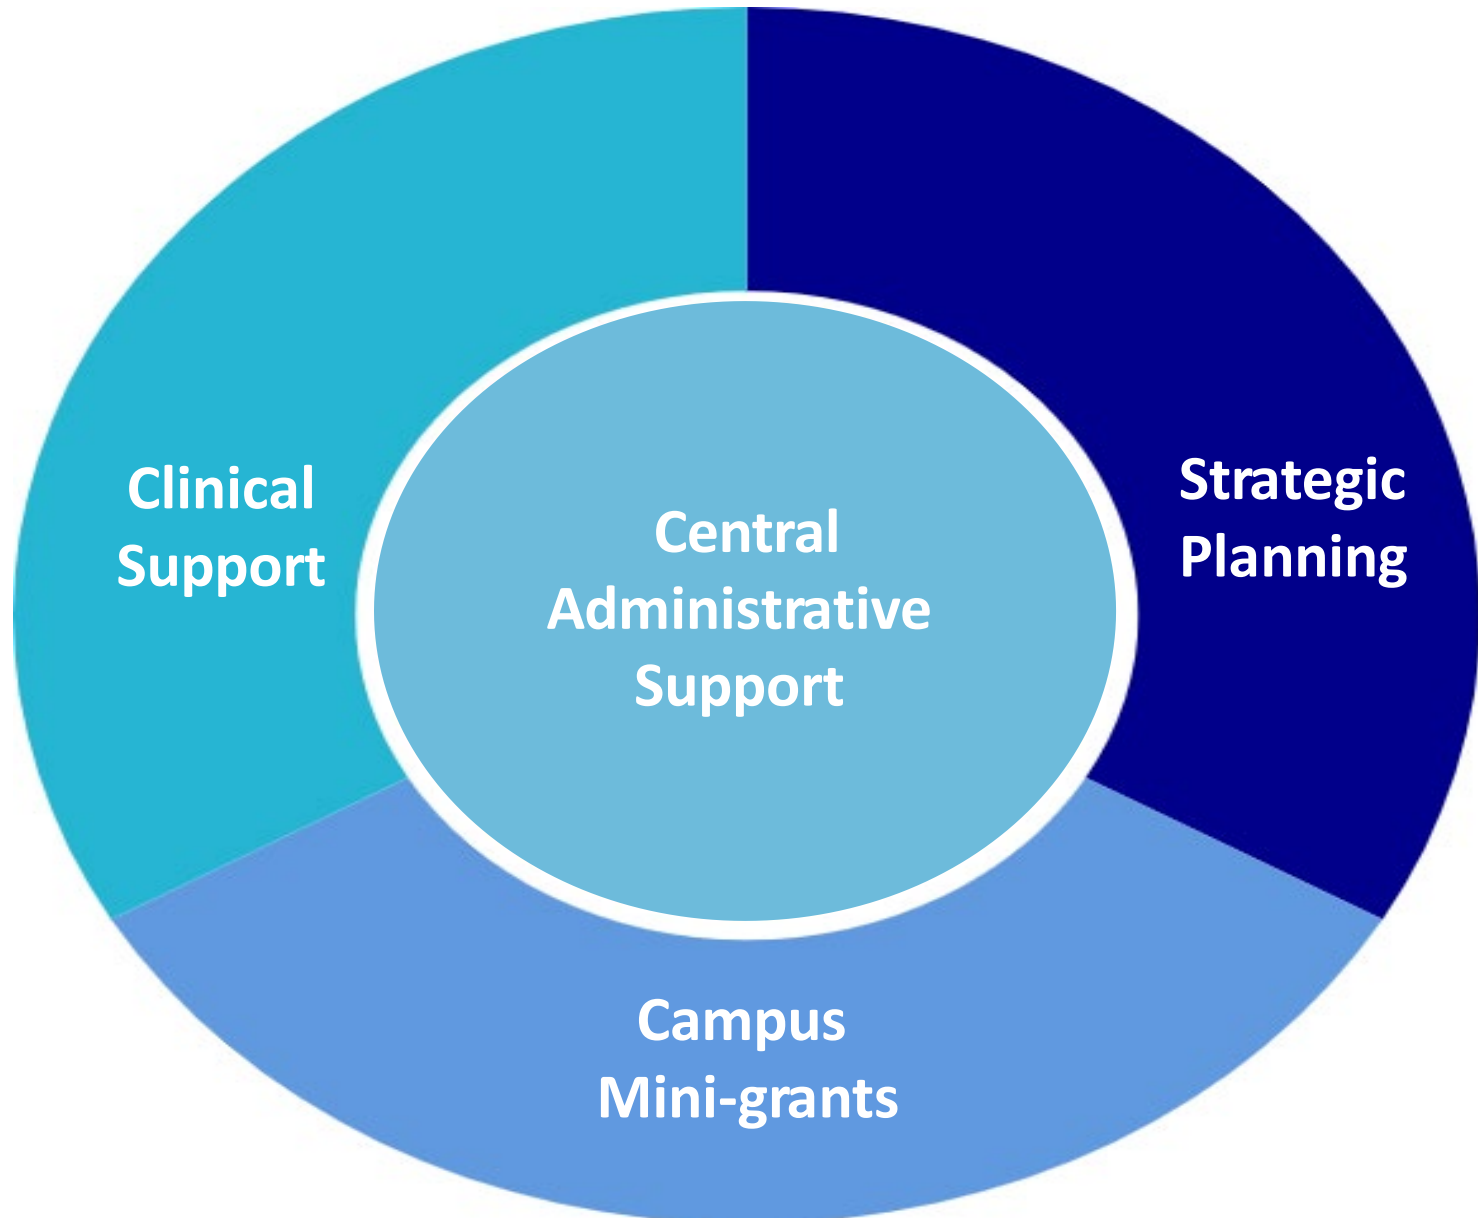 Clinical
Support
Central
Administrative
Support
Strategic
Planning
Campus
Mini-grants